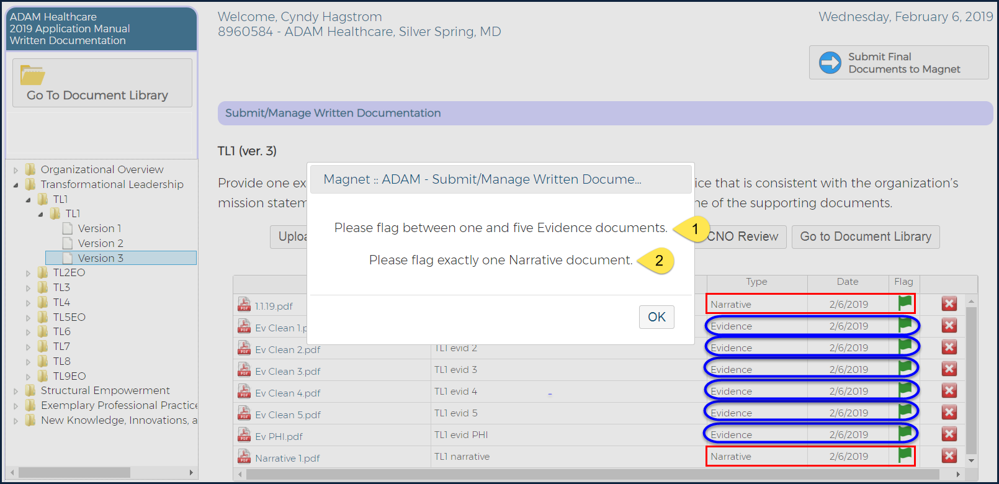 ADAM Healthcare
2019 Application Manual
Written Documentation
Go To Document Library
Organizational Overview
Transformational Leadership
TL1
TL1
Version 1
Version 2
Version 3
TL2EO
TL3
TL4
TL5EO
TL6
TL7
TL8
TL9EO
Structural Empowerment
Exemplary Professional Practice
New Knowledge, Innovations, a
Welcome, Cyndy Hagstrom
8960584 - ADAM Healthcare, Silver Spring, MD
Wednesday, February 6, 2019
Submit Final
Documents to Magnet
Submit/Manage Written Documentation
TL1 (ver. 3)
Provide one ex
ice that is consistent with the organization's
mission statem
ne of the supporting documents.
Uploa
CNO Review
Go to Document Library
Magnet :: ADAM - Submit/Manage Written Docume...
Please flag between one and five Evidence documents.
1
Please flag exactly one Narrative document.
2
OK
Type Date Flag
1.1.19.pdf Narrative 2/6/2019
Ev Clean 1.p Evidence 2/6/2019
Ev Clean 2.pdf TL1 evid 2 Evidence 2/6/2019
Ev Clean 3.pdf TL1 evid 3 Evidence 2/6/2019
Ev Clean 4.pdf TL1 evid 4 - Evidence 2/6/2019
Ev Clean 5.pdf TL1 evid 5 Evidence 2/6/2019
Ev PHI.pdf TL1 evid PHI Evidence 2/6/2019
Narrative 1.pdf TL1 narrative Narrative 2/6/2019